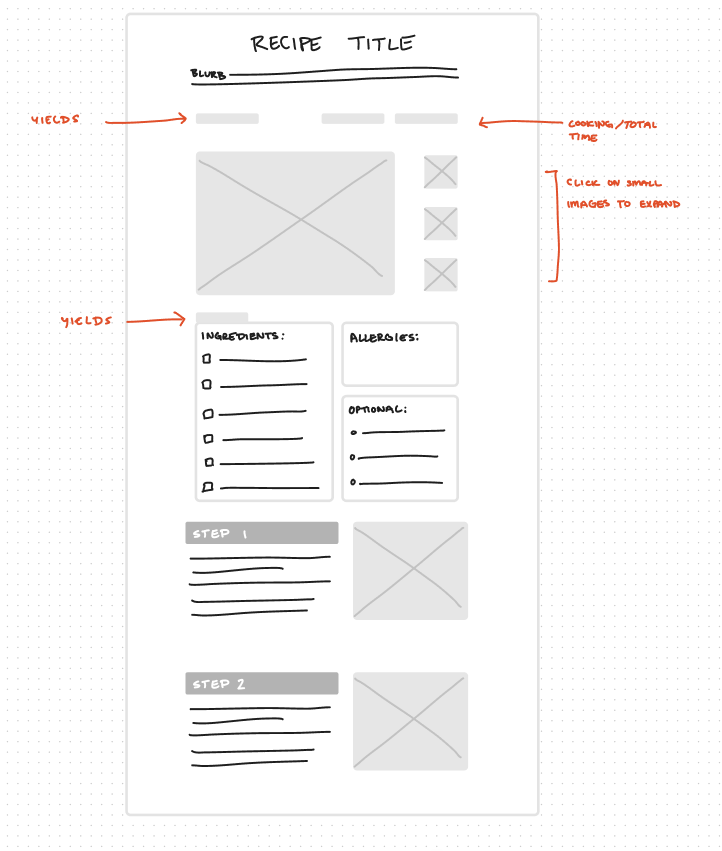 RECIPE TITLE
BLURB
YIELDS
COOKING/TOTAL
TIME
CLICK ON SMALL
IMAGES TO EXPAND
YIELDS
INGREDIENTS:
ALLERGIES:
OPTIONAL:
STEP 1
STEP 2